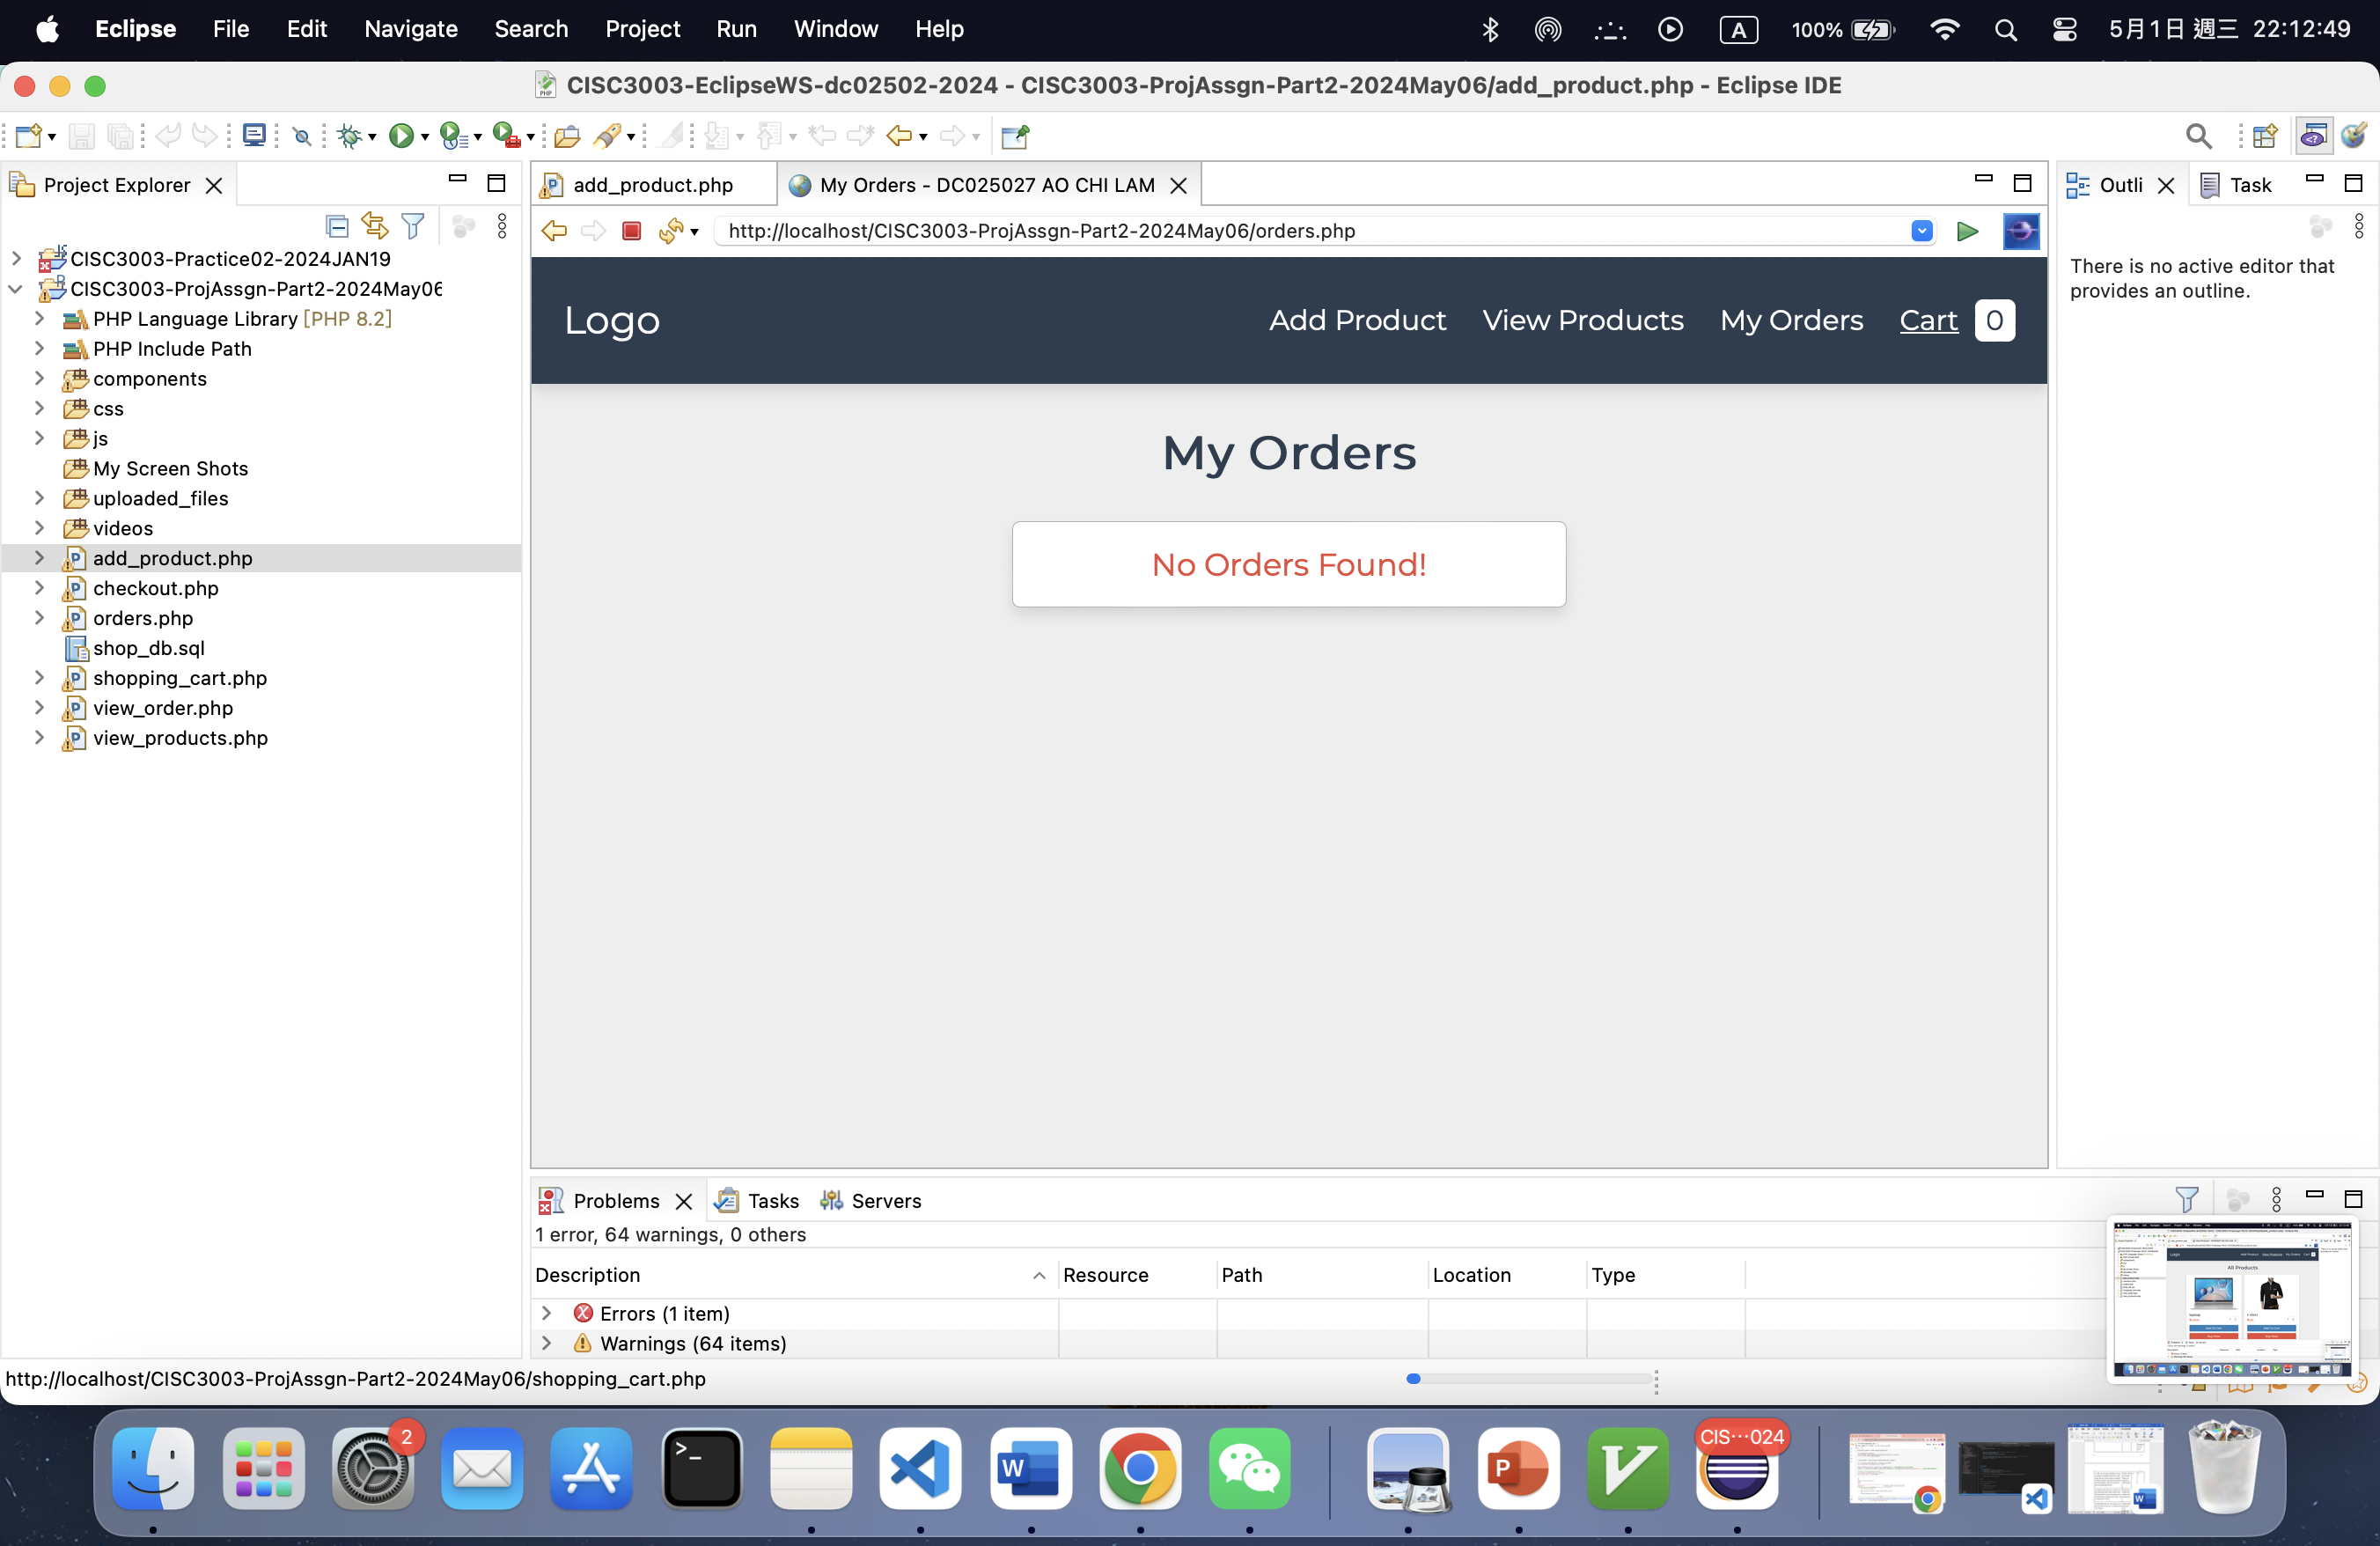 Eclipse File Edit Navigate Search Project Run Window Help A 100% 5月1日 週三 22:12:49
CISC3003-EclipseWS-dc02502-2024 - CISC3003-ProjAssgn-Part2-2024May06/add_product.php - Eclipse IDE
Project Explorer
add_product.php
My Orders - DC025027 AO CHI LAM
Outli
Task
http://localhost/CISC3003-ProjAssgn-Part2-2024May06/orders.php
CISC3003-Practice02-2024JAN19
CISC3003-ProjAssgn-Part2-2024May06
PHP Language Library [PHP 8.2]
PHP Include Path
components
css
js
My Screen Shots
uploaded_files
videos
add_product.php
checkout.php
orders.php
shop_db.sql
shopping_cart.php
view_order.php
view_products.php
Logo
Add Product View Products My Orders Cart 0
My Orders
No Orders Found!
There is no active editor that
provides an outline.
Problems
Tasks
Servers
1 error, 64 warnings, 0 others
Description Resource Path Location Type
Errors (1 item)
Warnings (64 items)
All Products
http://localhost/CISC3003-ProjAssgn-Part2-2024May06/shopping_cart.php
2
CIS...024